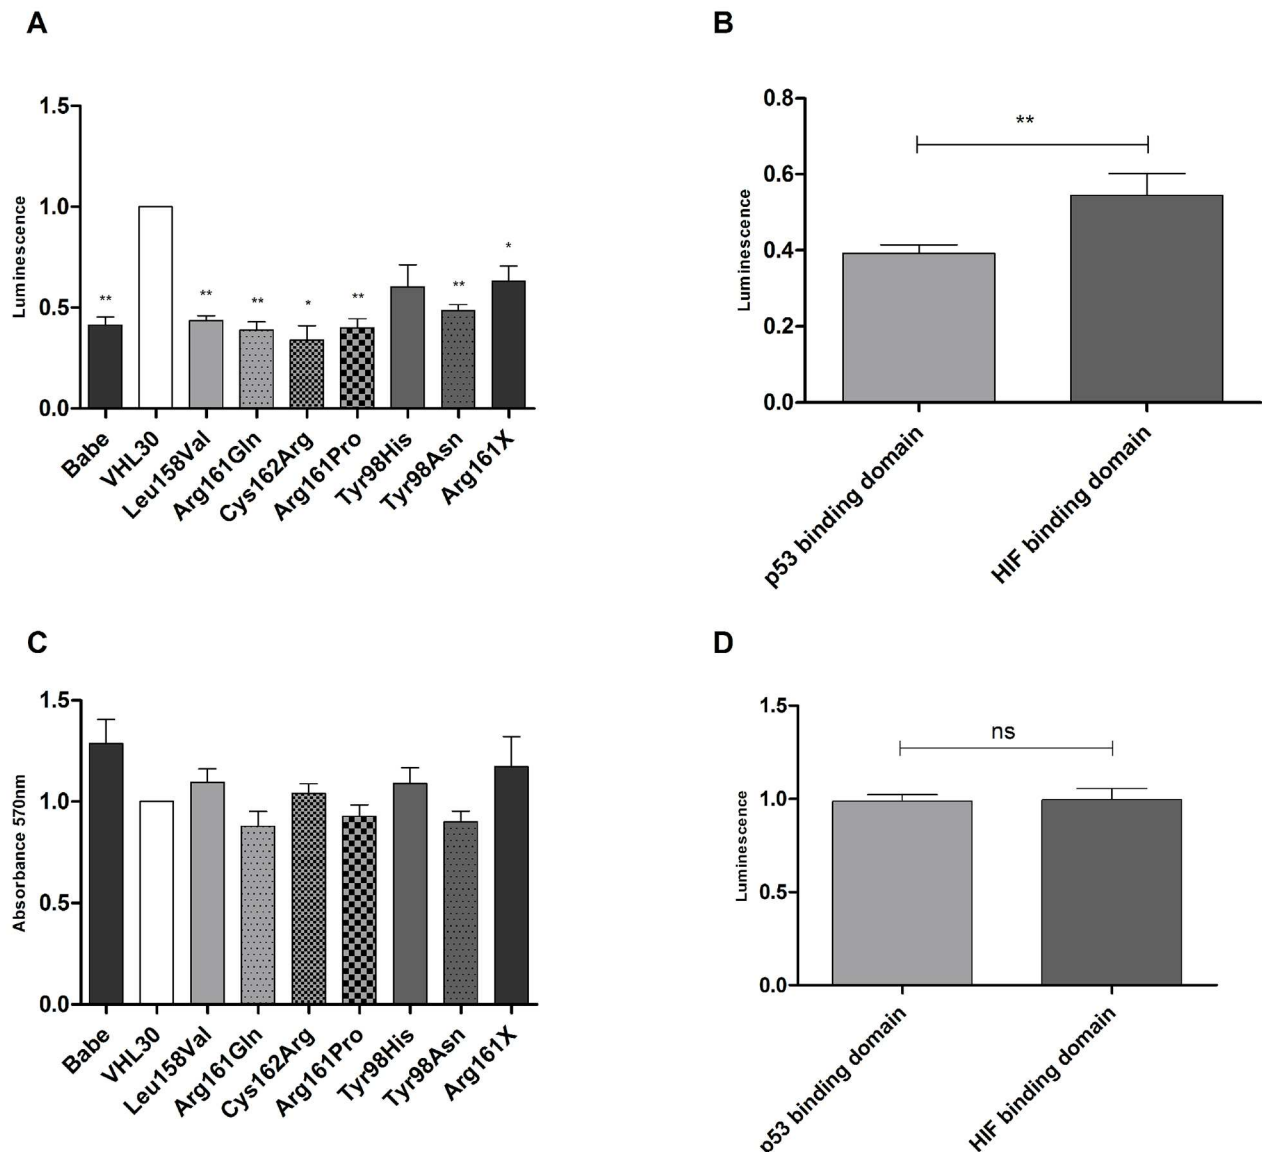 A
Luminescence
1.5
1.0
0.5
0.0
**
**
**
*
**
**
*
Babe
VHL30
Leu158Val
Arg161Gln
Cys162Arg
Arg161Pro
Tyr98His
Tyr98Asn
Arg161X
B
Luminescence
0.8
0.6
0.4
0.2
0.0
**
p53 binding domain
HIF binding domain
C
Absorbance 570nm
1.5
1.0
0.5
0.0
Babe
VHL30
Leu158Val
Arg161Gln
Cys162Arg
Arg161Pro
Tyr98His
Tyr98Asn
Arg161X
D
Luminescence
1.5
1.0
0.5
0.0
ns
p53 binding domain
HIF binding domain